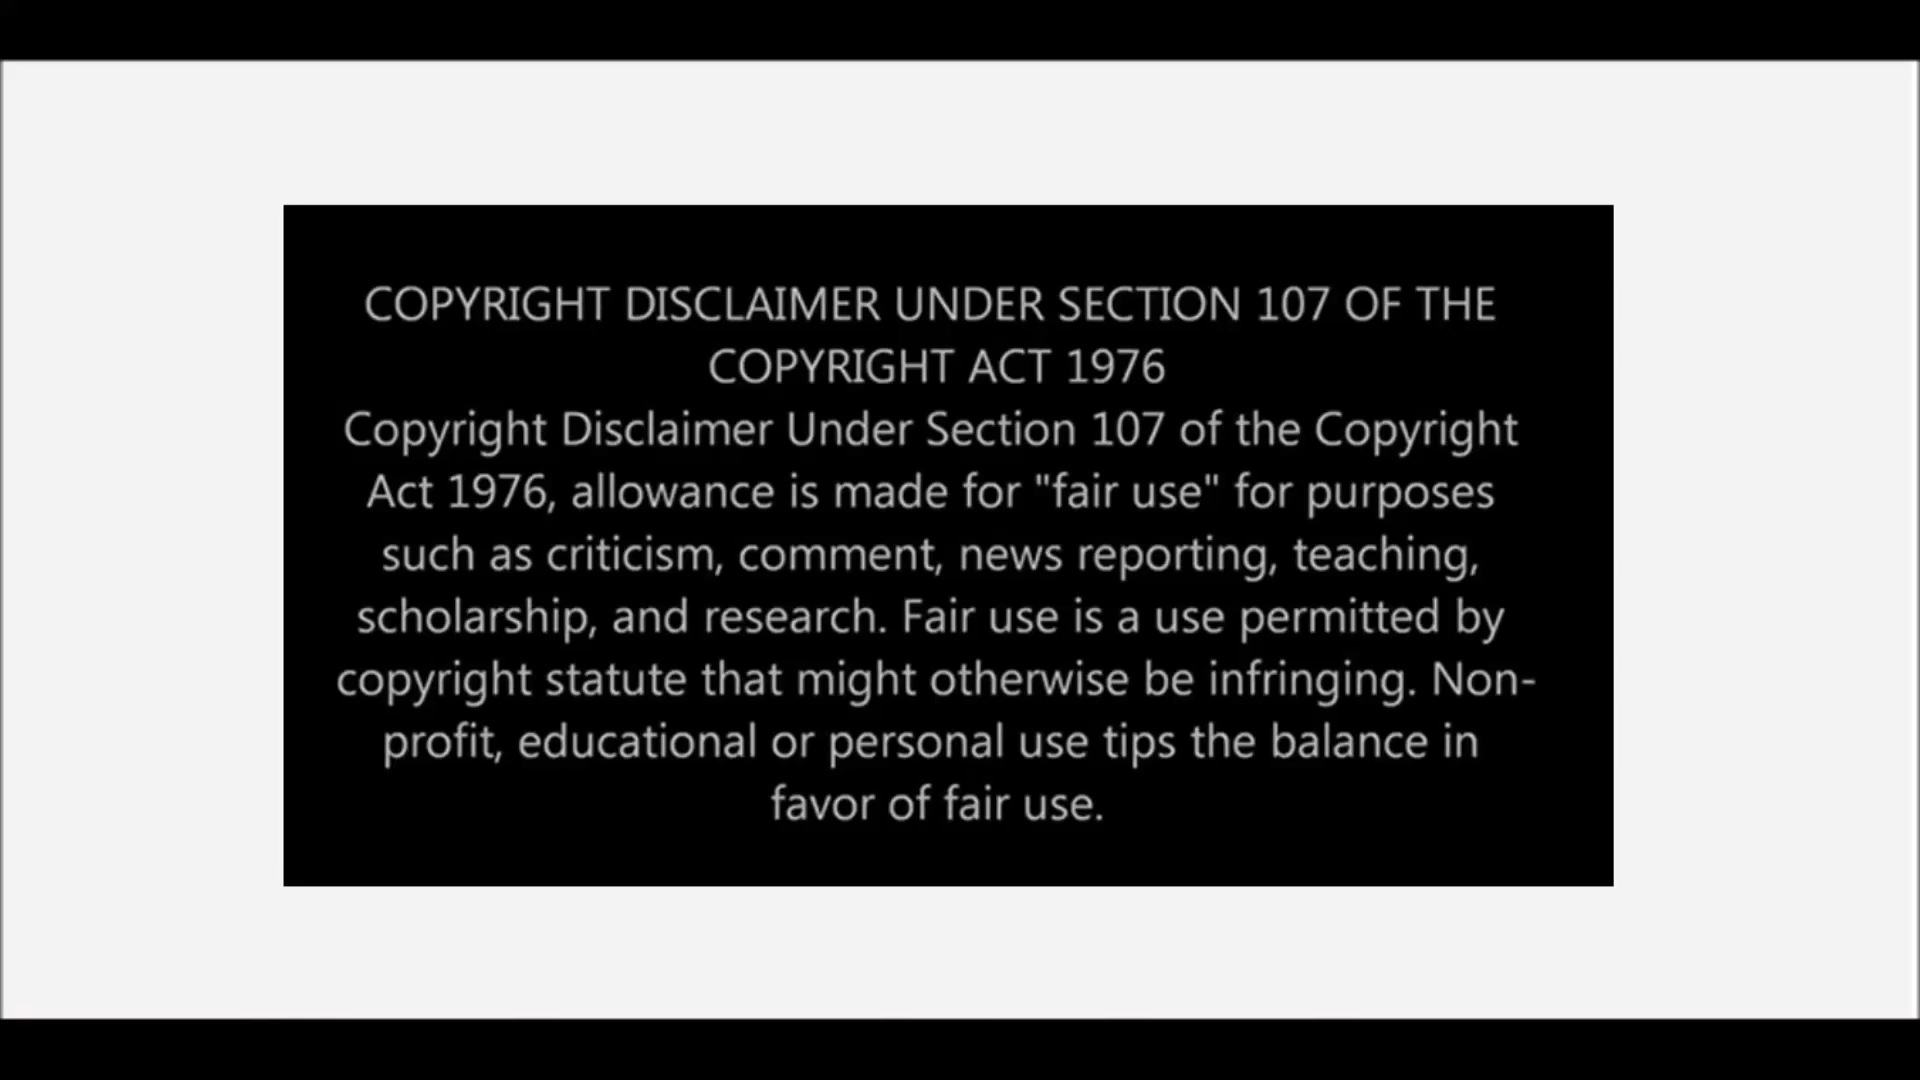 COPYRIGHT DISCLAIMER UNDER SECTION 107 OF THE
COPYRIGHT ACT 1976
Copyright Disclaimer Under Section 107 of the Copyright
Act 1976, allowance is made for "fair use" for purposes
such as criticism, comment, news reporting, teaching,
scholarship, and research. Fair use is a use permitted by
copyright statute that might otherwise be infringing. Non-
profit, educational or personal use tips the balance in
favor of fair use.